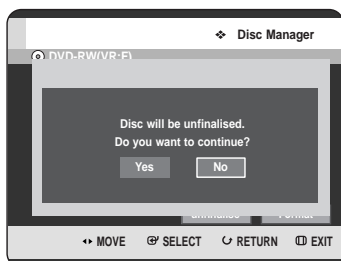 ❖ Disc Manager
DVD-RW(VR:F)
Disc will be unfinalised.
Do you want to continue?
Yes No
MOVE SELECT RETURN EXIT